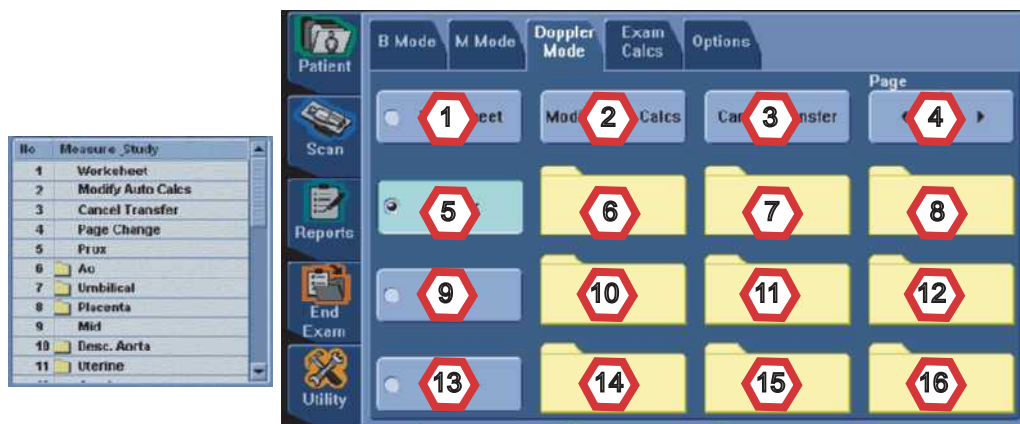 No Measure_Study
1 Worksheet
2 Modify Auto Calcs
3 Cancel Transfer
4 Page Change
5 Prox
6 Ao
7 Umbilical
8 Placenta
9 Mid
10 Desc. Aorta
11 Uterine
Patient
Scan
Reports
End
Exam
Utility
B Mode
M Mode
Doppler
Mode
Exam
Calcs
Options
Page
1 eet
Mod 2 Calcs
Can 3 nster
4
5
6
7
8
9
10
11
12
13
14
15
16